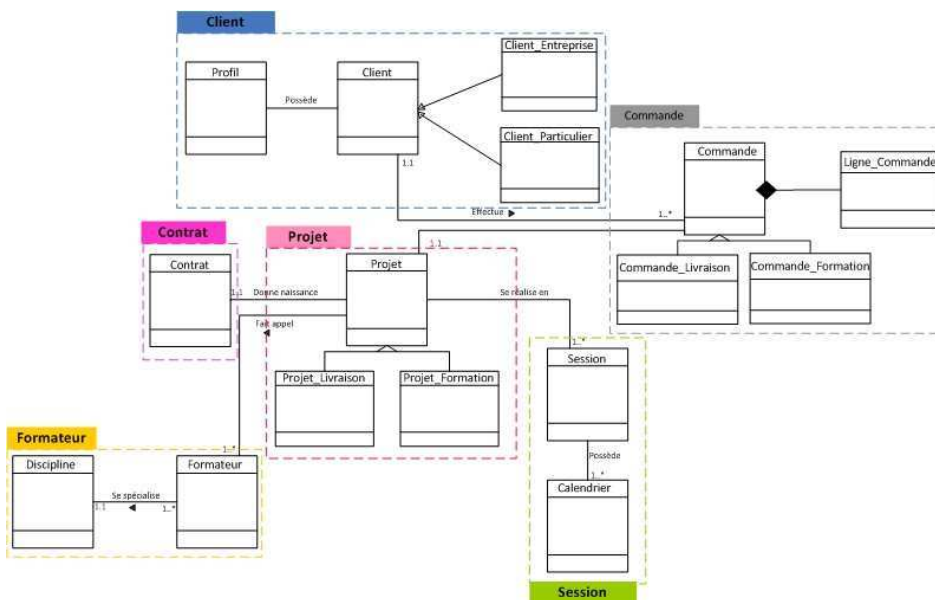 Client
Client_Entreprise
Profil
Client
Possède
Client_Particulier
Commande
1.1
Commande
Ligne_Commande
Effectue
1..*
Contrat
Projet
1.1
Contrat
Projet
Commande_Livraison
Commande_Formation
1.1
Donne naissance
Se réalise en
Fait appel
1..*
Session
Projet_Livraison
Projet_Formation
Formateur
1..*
Discipline
Formateur
Possède
1..*
Calendrier
Se spécialise
1.1
1..*
Session